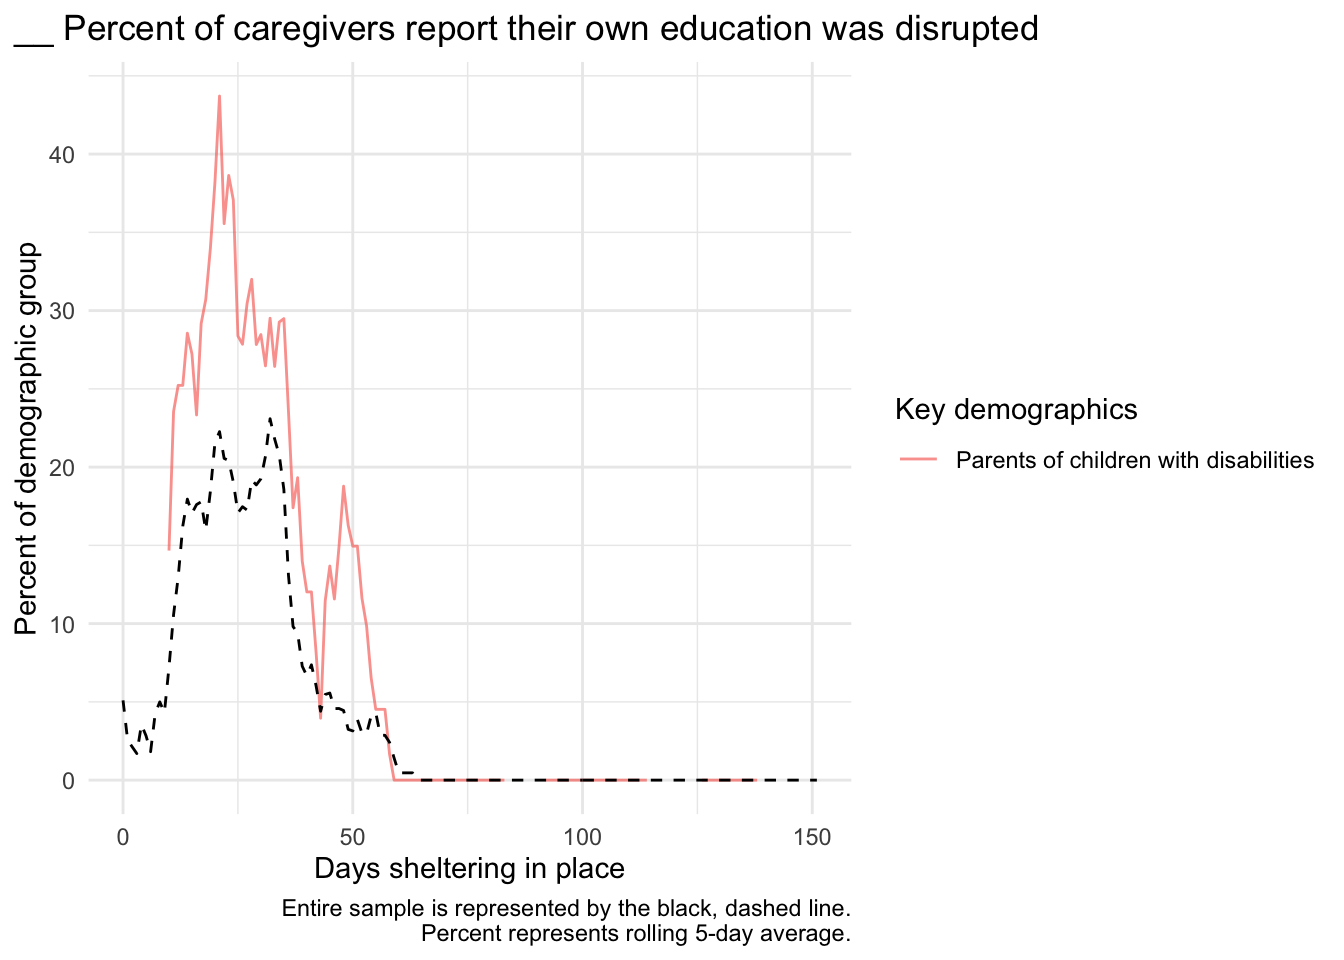 __ Percent of caregivers report their own education was disrupted
Percent of demographic group
40
30
20
10
0
0 50 100 150
Days sheltering in place
Key demographics
Parents of children with disabilities
Entire sample is represented by the black, dashed line.
Percent represents rolling 5-day average.